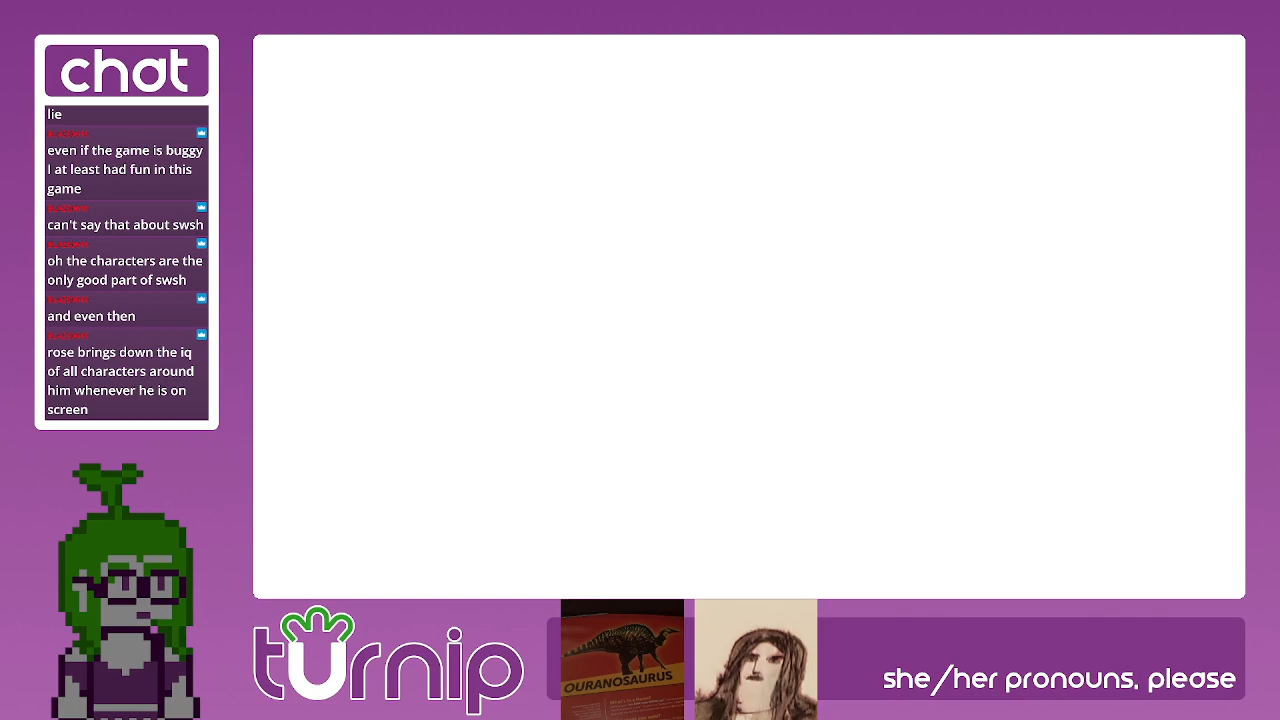 chat
lie
even if the game is buggy
I at least had fun in this
game
can't say that about swsh
oh the characters are the
only good part of swsh
and even then
rose brings down the iq
of all characters around
him whenever he is on
screen
turnip
OURANOSAURUS
she/her pronouns, please